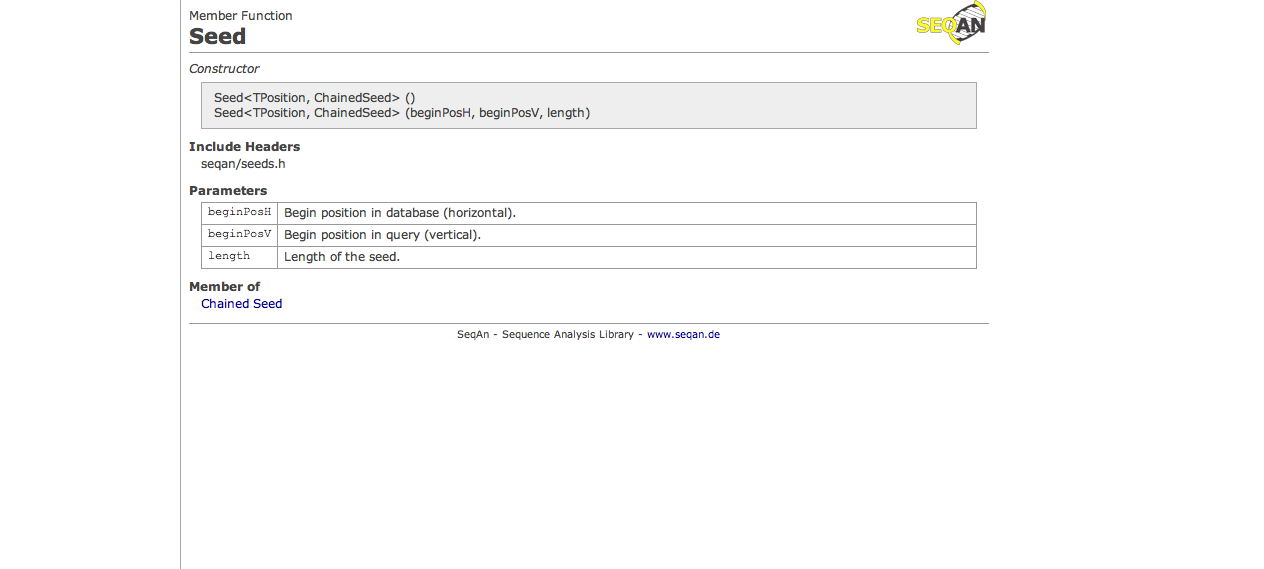 Member Function
SEQAN
Seed
Constructor
Seed<TPosition, ChainedSeed> ()
Seed<TPosition, ChainedSeed> (beginPosH, beginPosV, length)
Include Headers
seqan/seeds.h
Parameters
beginPosH Begin position in database (horizontal).
beginPosV Begin position in query (vertical).
length Length of the seed.
Member of
Chained Seed
SeqAn - Sequence Analysis Library - www.seqan.de